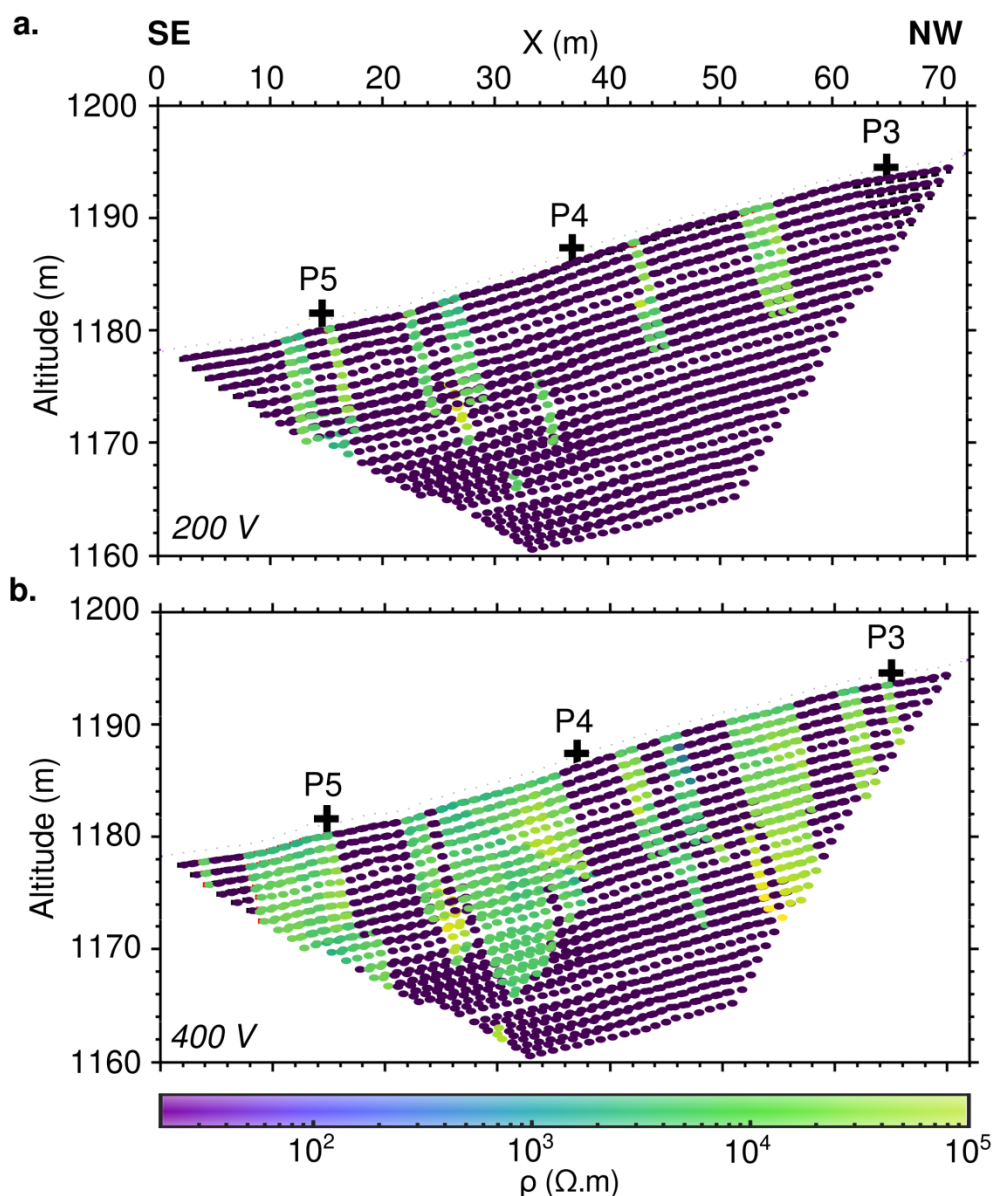 a.
SE
X (m)
NW
0 10 20 30 40 50 60 70
1200
1190
1180
1170
1160
Altitude (m)
P3
P4
P5
200 V
b.
1200
1190
1180
1170
1160
Altitude (m)
P3
P4
P5
400 V
10² 10³ 10⁴ 10⁵
ρ (Ω.m)